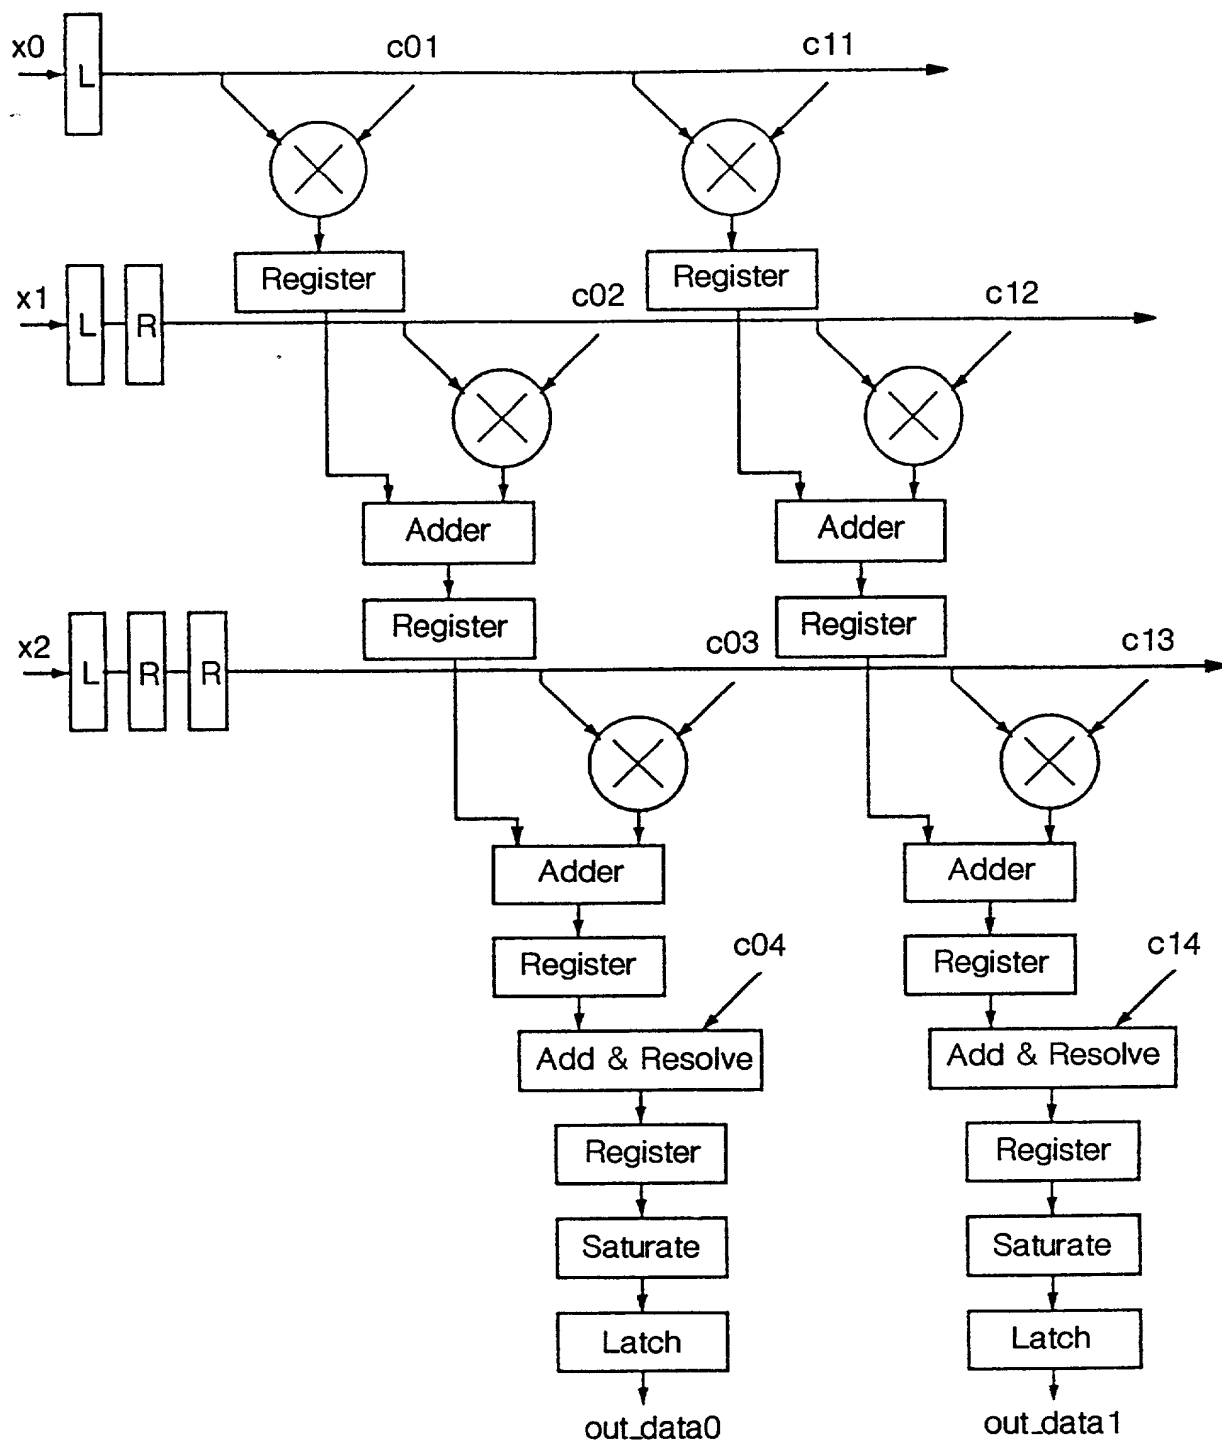 x0
L
c01
c11
Register
Register
x1
L
R
c02
c12
Adder
Adder
Register
Register
x2
L
R
R
c03
c13
Adder
Adder
Register
Register
c04
c14
Add & Resolve
Add & Resolve
Register
Register
Saturate
Saturate
Latch
Latch
out_data0
out_data1